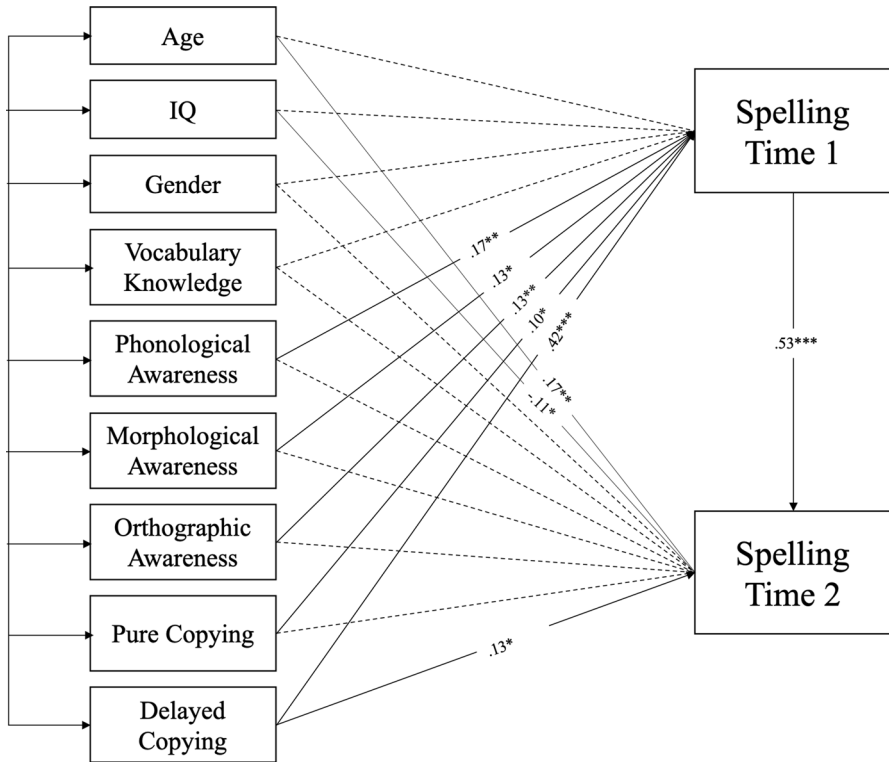 Age
IQ
Gender
Vocabulary
Knowledge
Phonological
Awareness
Morphological
Awareness
Orthographic
Awareness
Pure Copying
Delayed
Copying
.17**
.13*
.13**
.10*
.42***
.17**
-.11*
.13*
Spelling
Time 1
.53***
Spelling
Time 2